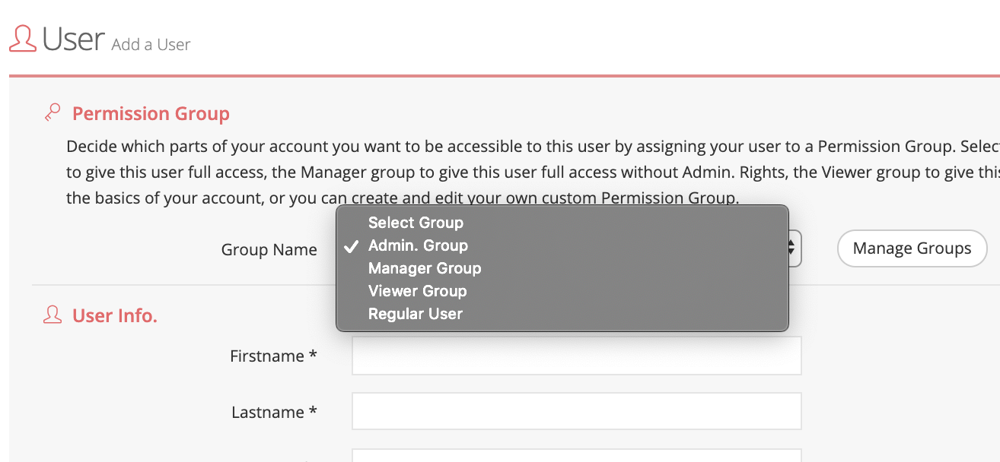 User Add a User
Permission Group
Decide which parts of your account you want to be accessible to this user by assigning your user to a Permission Group.
to give this user full access, the Manager group to give this user full access without Admin. Rights, the Viewer group to give
the basics of your account, or you can create and edit your own custom Permission Group.
Select Group
Group Name
Admin. Group
Manage Groups
Manager Group
Viewer Group
Regular User
User Info.
Firstname *
Lastname *